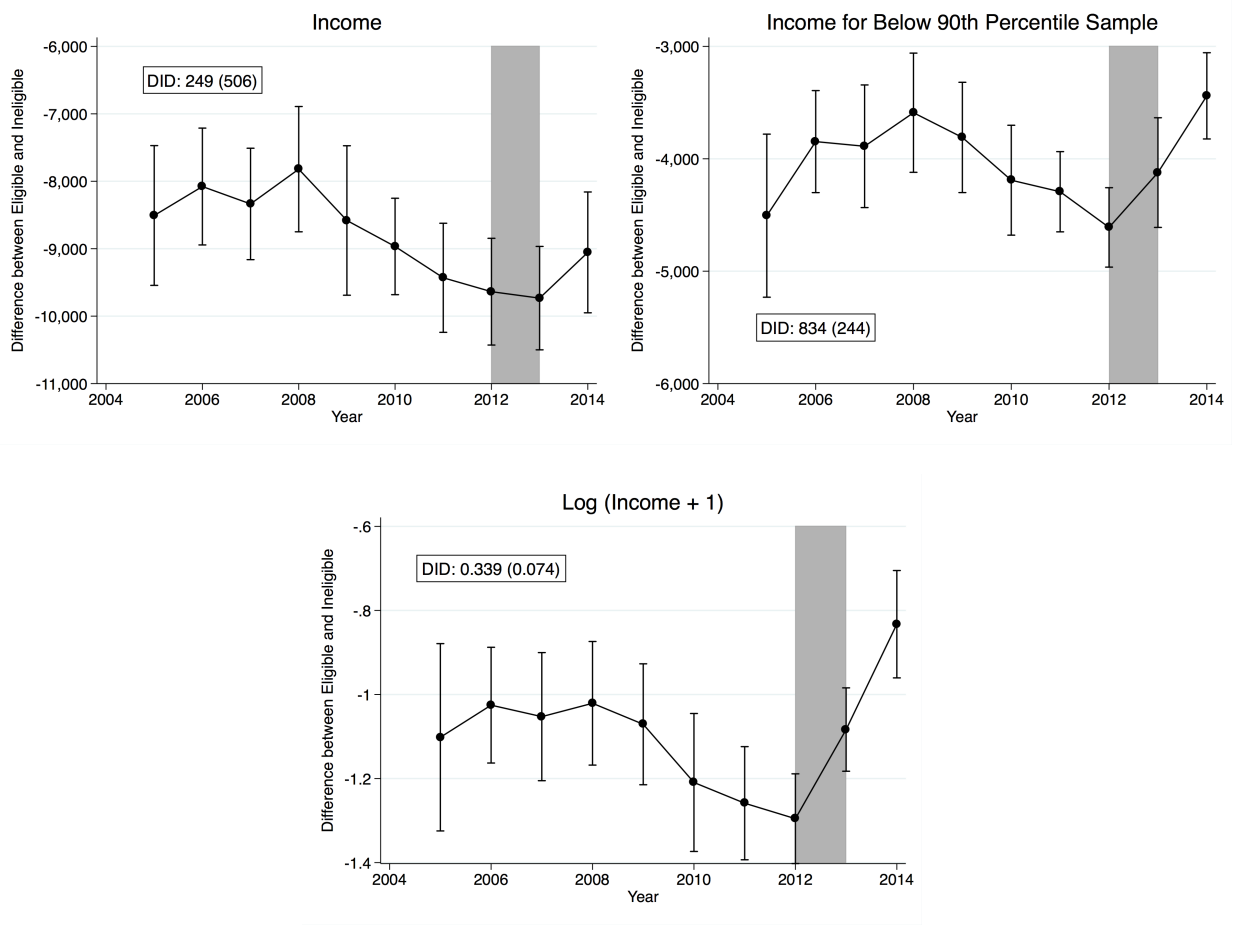 Income
Difference between Eligible and Ineligible
-6,000
-7,000
-8,000
-9,000
-10,000
-11,000
DID: 249 (506)
2004 2006 2008 2010 2012 2014
Year
Income for Below 90th Percentile Sample
Difference between Eligible and Ineligible
-3,000
-4,000
-5,000
-6,000
DID: 834 (244)
2004 2006 2008 2010 2012 2014
Year
Log (Income + 1)
Difference between Eligible and Ineligible
-.6
-.8
-1
-1.2
-1.4
DID: 0.339 (0.074)
2004 2006 2008 2010 2012 2014
Year